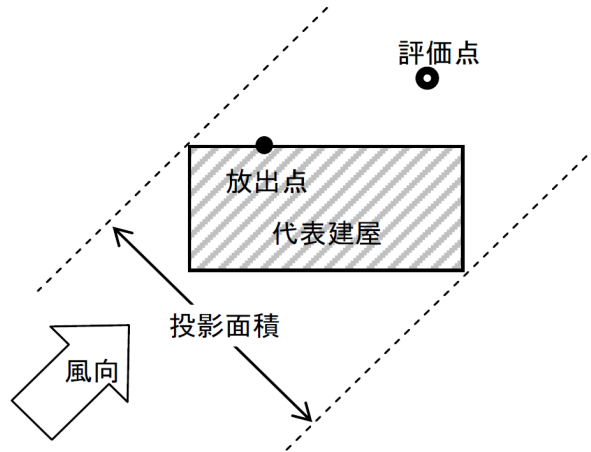 評価点
放出点
代表建屋
投影面積
風向